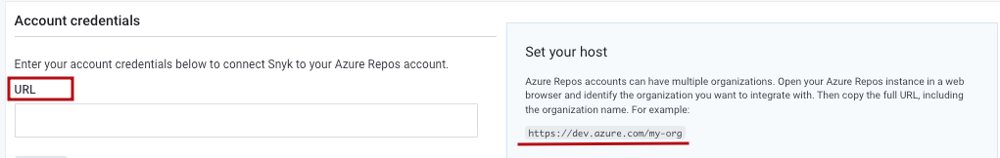 Account credentials
Enter your account credentials below to connect Snyk to your Azure Repos account.
URL
Set your host
Azure Repos accounts can have multiple organizations. Open your Azure Repos instance in a web
browser and identify the organization you want to integrate with. Then copy the full URL, including
the organization name. For example:
https://dev.azure.com/my-org